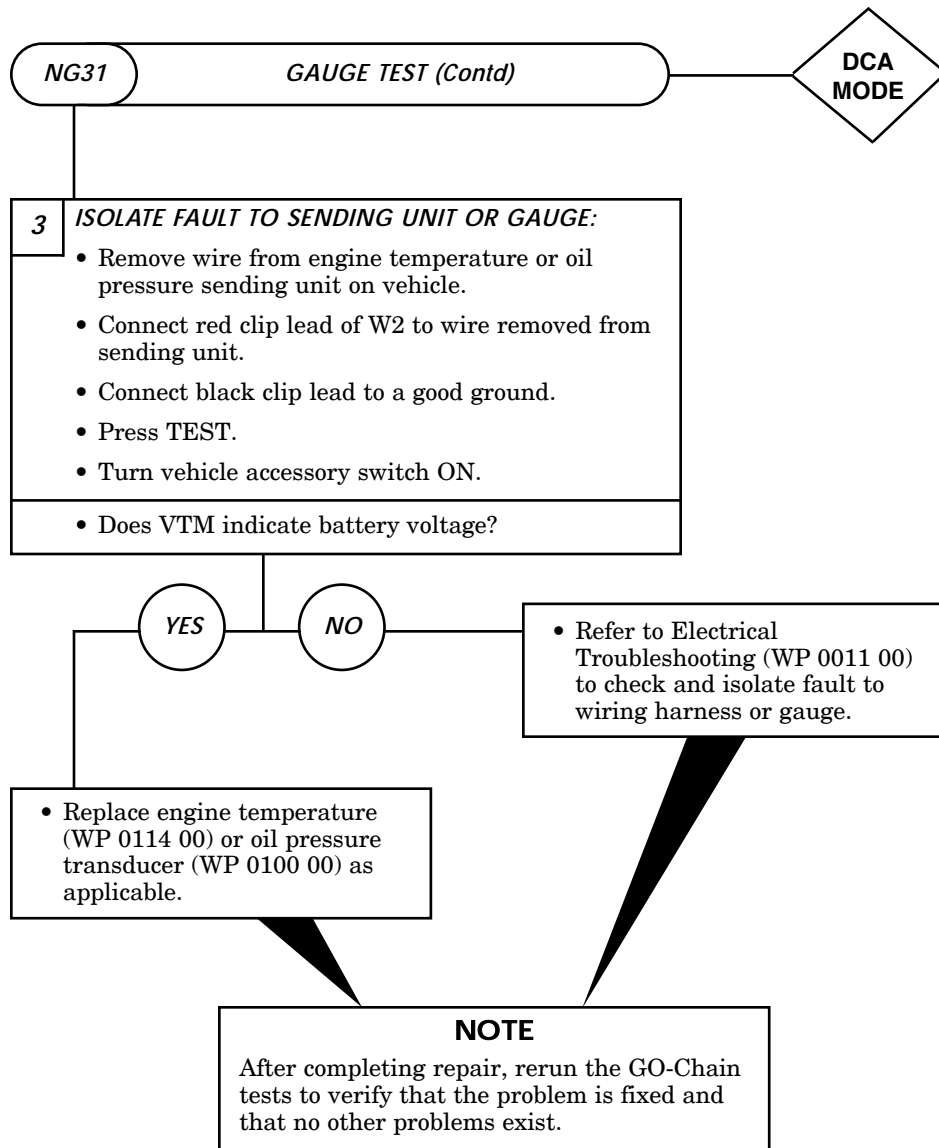 NG31
GAUGE TEST (Contd)
DCA
MODE
3
ISOLATE FAULT TO SENDING UNIT OR GAUGE:
• Remove wire from engine temperature or oil
pressure sending unit on vehicle.
• Connect red clip lead of W2 to wire removed from
sending unit.
• Connect black clip lead to a good ground.
• Press TEST.
• Turn vehicle accessory switch ON.
• Does VTM indicate battery voltage?
YES
NO
• Refer to Electrical
Troubleshooting (WP 0011 00)
to check and isolate fault to
wiring harness or gauge.
• Replace engine temperature
(WP 0114 00) or oil pressure
transducer (WP 0100 00) as
applicable.
NOTE
After completing repair, rerun the GO-Chain
tests to verify that the problem is fixed and
that no other problems exist.